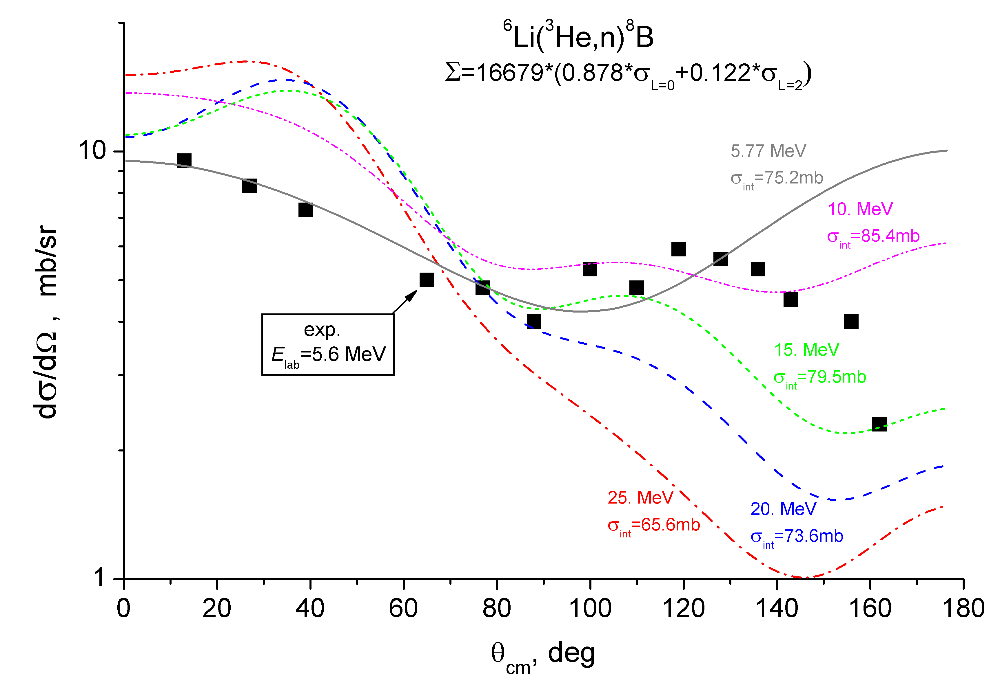 ⁶Li(³He,n)⁸B
Σ=16679*(0.878*σL=0+0.122*σL=2)
10
1
dσ/dΩ , mb/sr
5.77 MeV
σint=75.2mb
10. MeV
σint=85.4mb
exp.
Elab=5.6 MeV
15. MeV
σint=79.5mb
25. MeV
σint=65.6mb
20. MeV
σint=73.6mb
0 20 40 60 80 100 120 140 160 180
θcm, deg